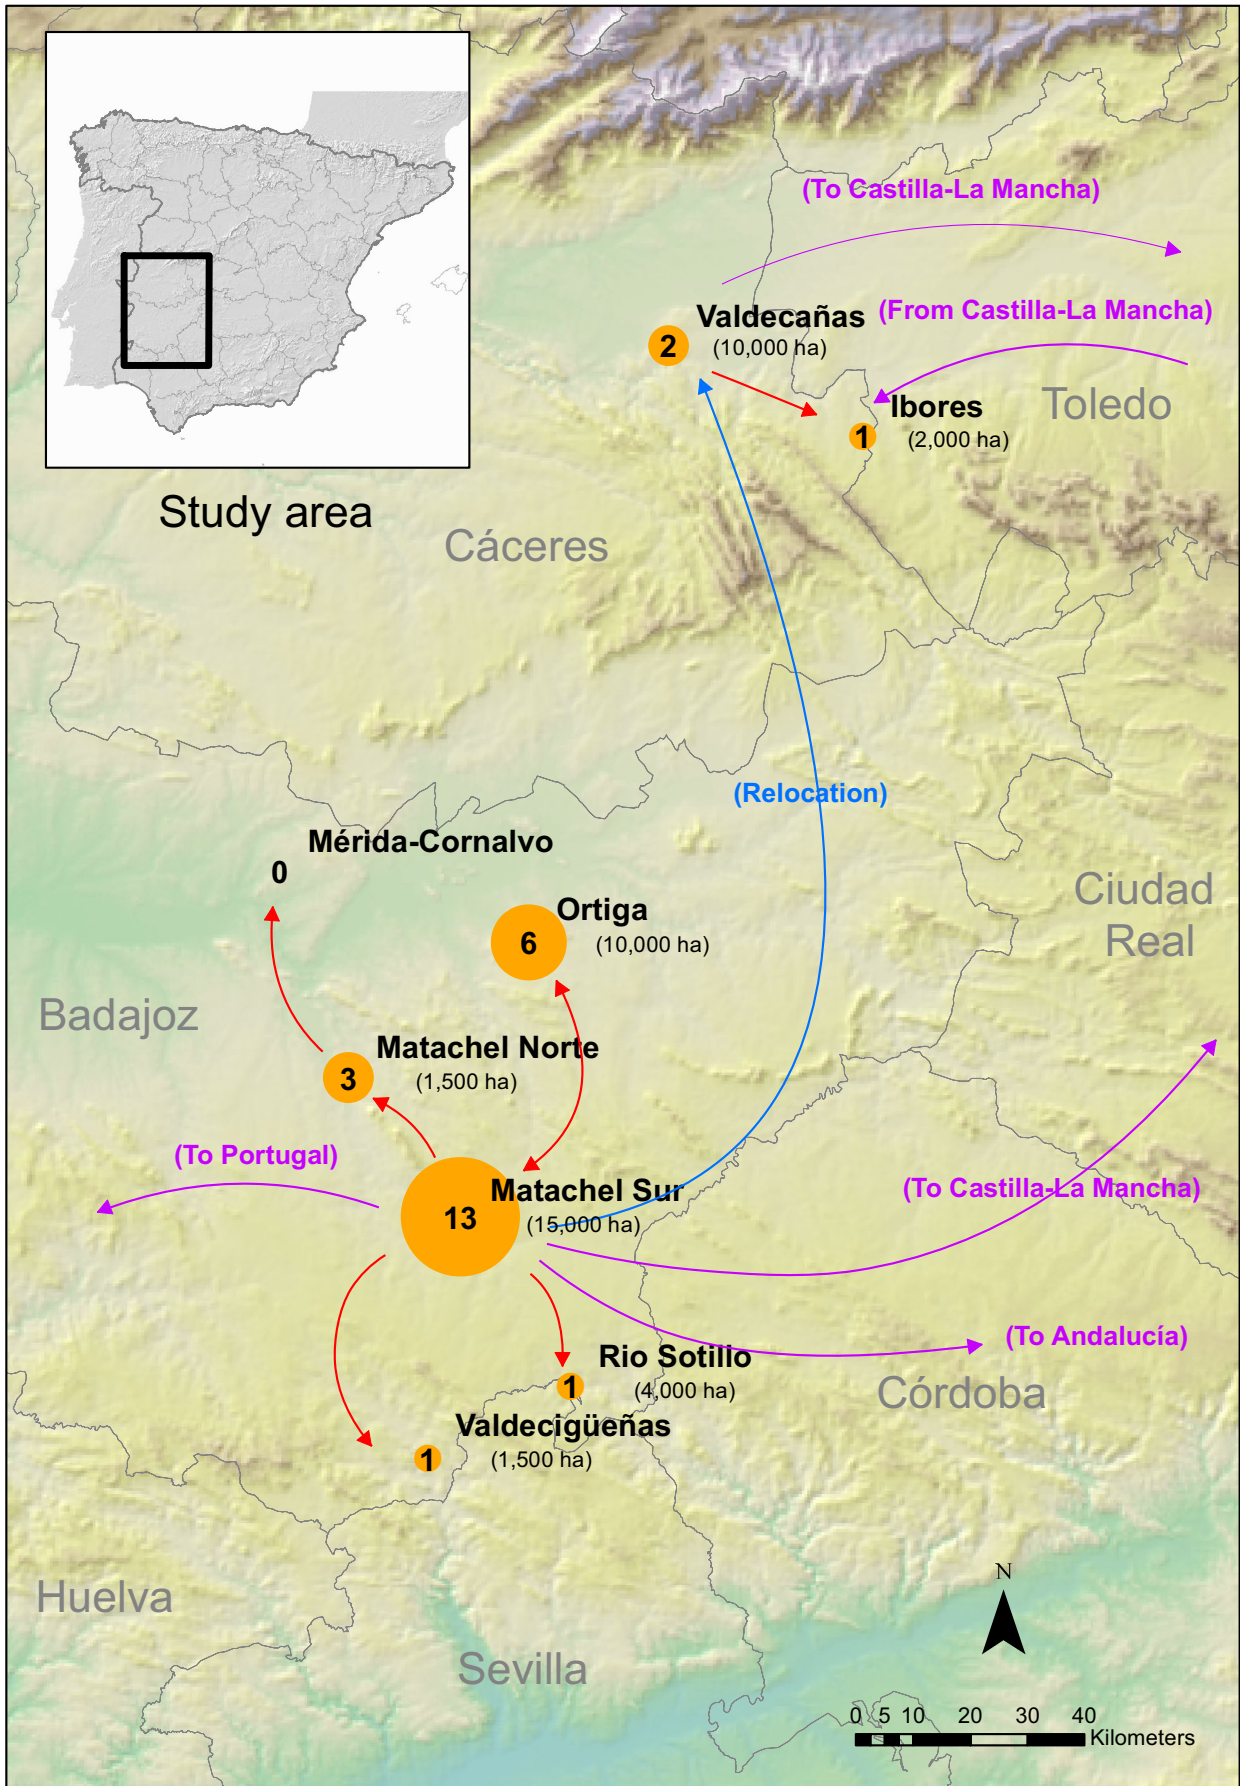 (To Castilla-La Mancha)
Valdecañas
(From Castilla-La Mancha)
2
(10,000 ha)
Ibores
Toledo
1
(2,000 ha)
Study area
Cáceres
(Relocation)
Mérida-Cornalvo
0
Ortiga
6
(10,000 ha)
Ciudad
Real
Badajoz
Matachel Norte
3
(1,500 ha)
(To Portugal)
Matachel Sur
(To Castilla-La Mancha)
13
(15,000 ha)
(To Andalucía)
Rio Sotillo
1
(4,000 ha)
Córdoba
Valdecigüeñas
1
(1,500 ha)
N
Huelva
Sevilla
0 5 10 20 30 40
Kilometers